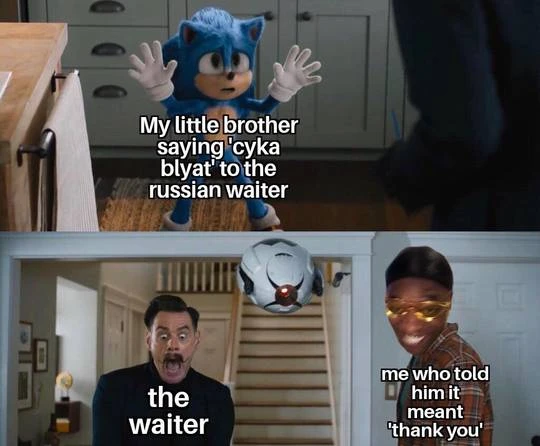 My little brother
saying 'cyka
blyat' to the
russian waiter
the
waiter
me who told
him it
meant
'thank you'